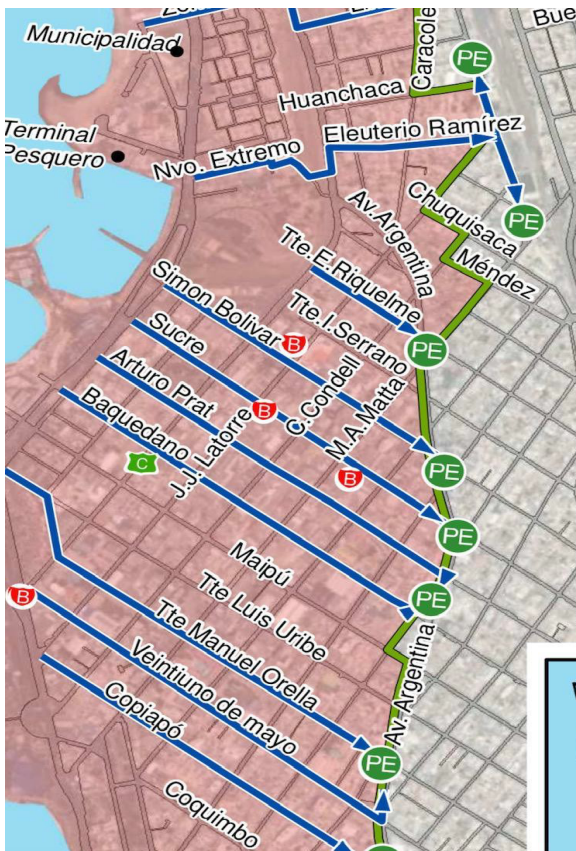 Municipalidad
Caracole
Bue
PE
Huanchaca
Terminal
Pesquero
Eleuterio Ramírez
Nvo. Extremo
Chuquisaca
Av.Argentina
PE
Méndez
Tte.E.Riquelme
Simon Bolivar
Tte.I.Serrano
Sucre
B
PE
Arturo Prat
C.Condell
M.A.Matta
Baquedano
J.J. Latorre
B
C
B
PE
PE
Maipú
Tte Luis Uribe
PE
B
Tte Manuel Orella
Av. Argentina
Veintiuno de mayo
Copiapó
PE
Coquimbo